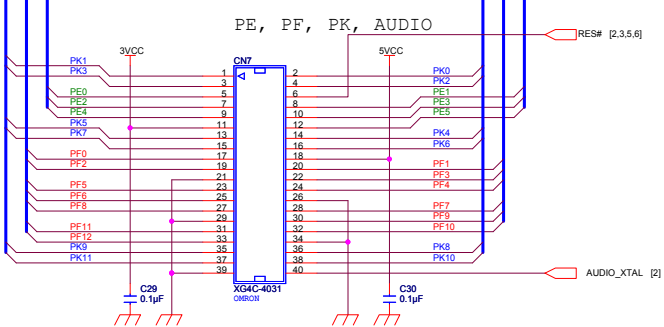 PE, PF, PK, AUDIO
RES# [2,3,5,6]
3VCC 5VCC
CN7
PK1 1 2 PK0
PK3 3 4 PK2
PE0 5 6
PE2 7 8 PE1
PE4 9 10 PE3
PK5 11 12 PE5
PK7 13 14 PK4
15 16 PK6
PF0 17 18
PF2 19 20 PF1
21 22 PF3
PF5 23 24 PF4
PF6 25 26
PF8 27 28 PF7
29 30 PF9
PF11 31 32 PF10
PF12 33 34
PK9 35 36 PK8
PK11 37 38 PK10
39 40 AUDIO_XTAL [2]
XG4C-4031
OMRON
C29
0.1µF
C30
0.1µF